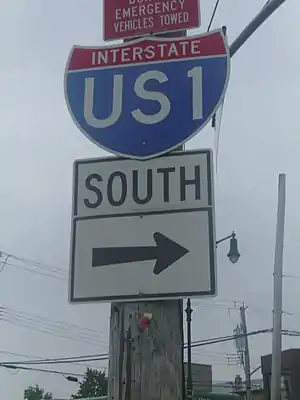 EMERGENCY
VEHICLES TOWED
INTERSTATE
US 1
SOUTH